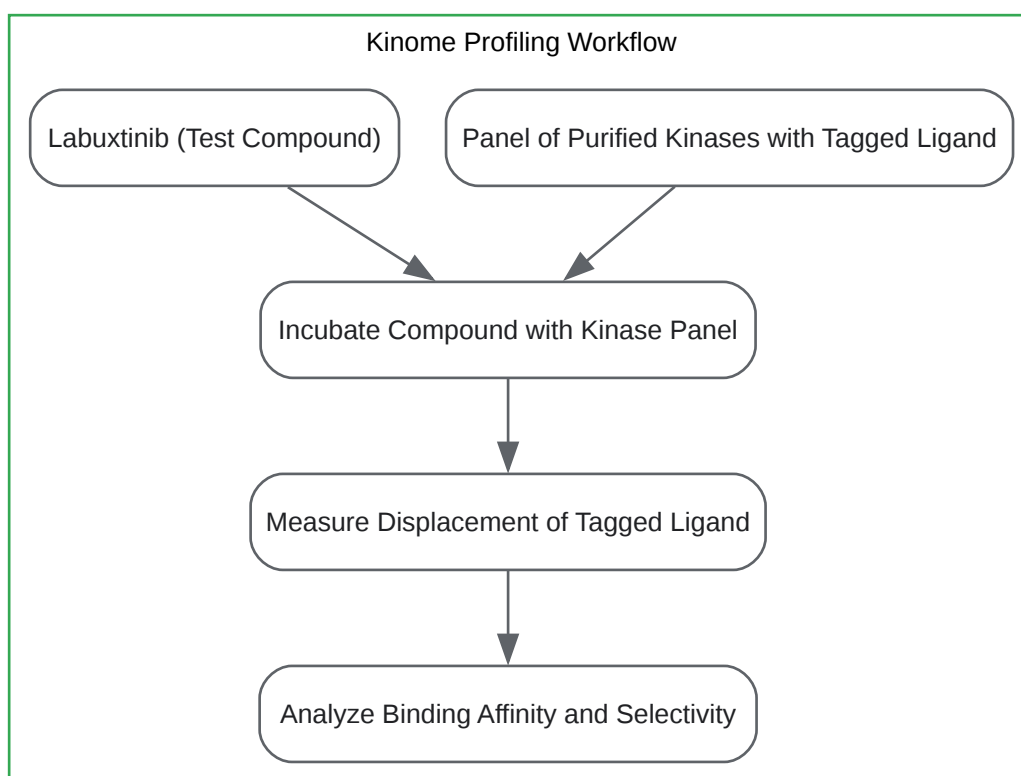 Kinome Profiling Workflow
Labuxtinib (Test Compound)
Panel of Purified Kinases with Tagged Ligand
Incubate Compound with Kinase Panel
Measure Displacement of Tagged Ligand
Analyze Binding Affinity and Selectivity